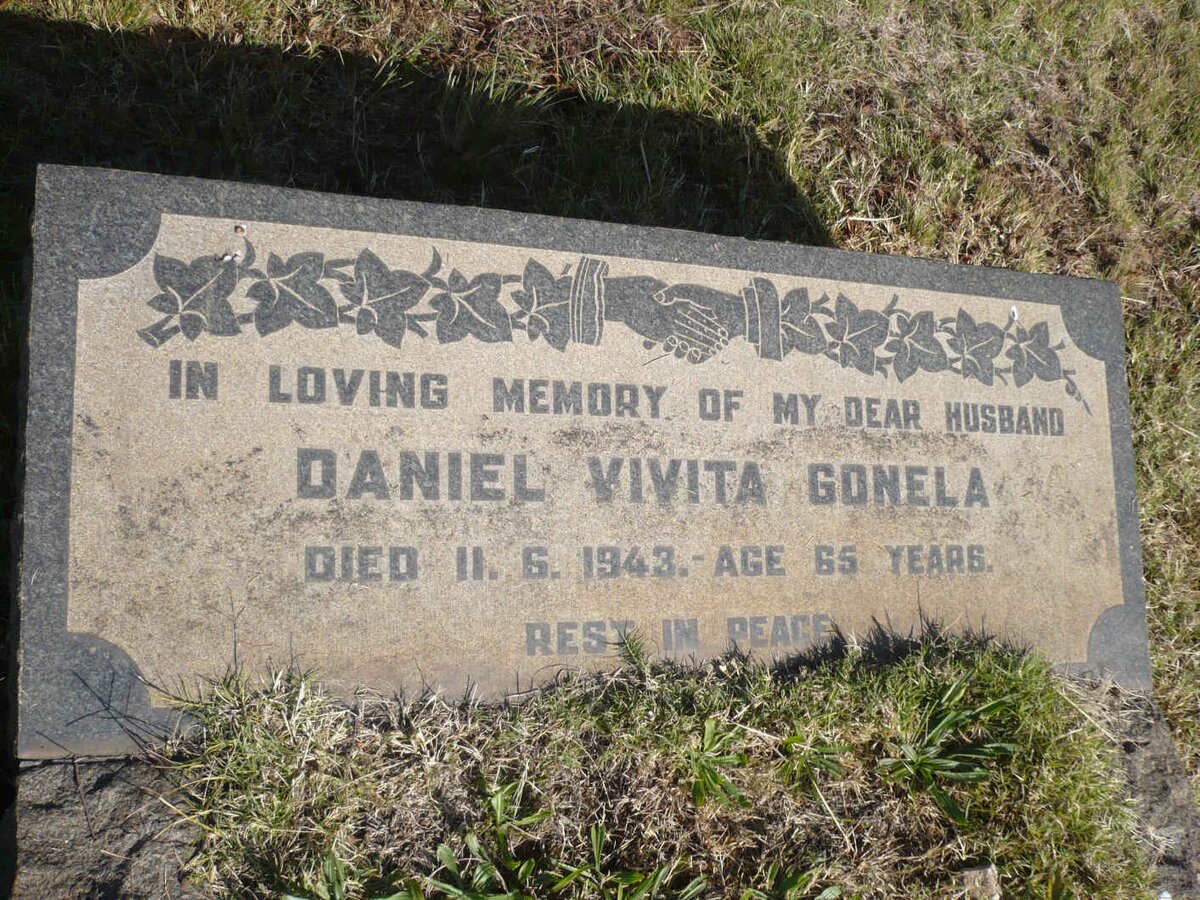 IN LOVING MEMORY OF MY DEAR HUSBAND
DANIEL VIVITA GONELA
DIED 11. 6. 1943.-AGE 65 YEARS.
REST IN PEACE